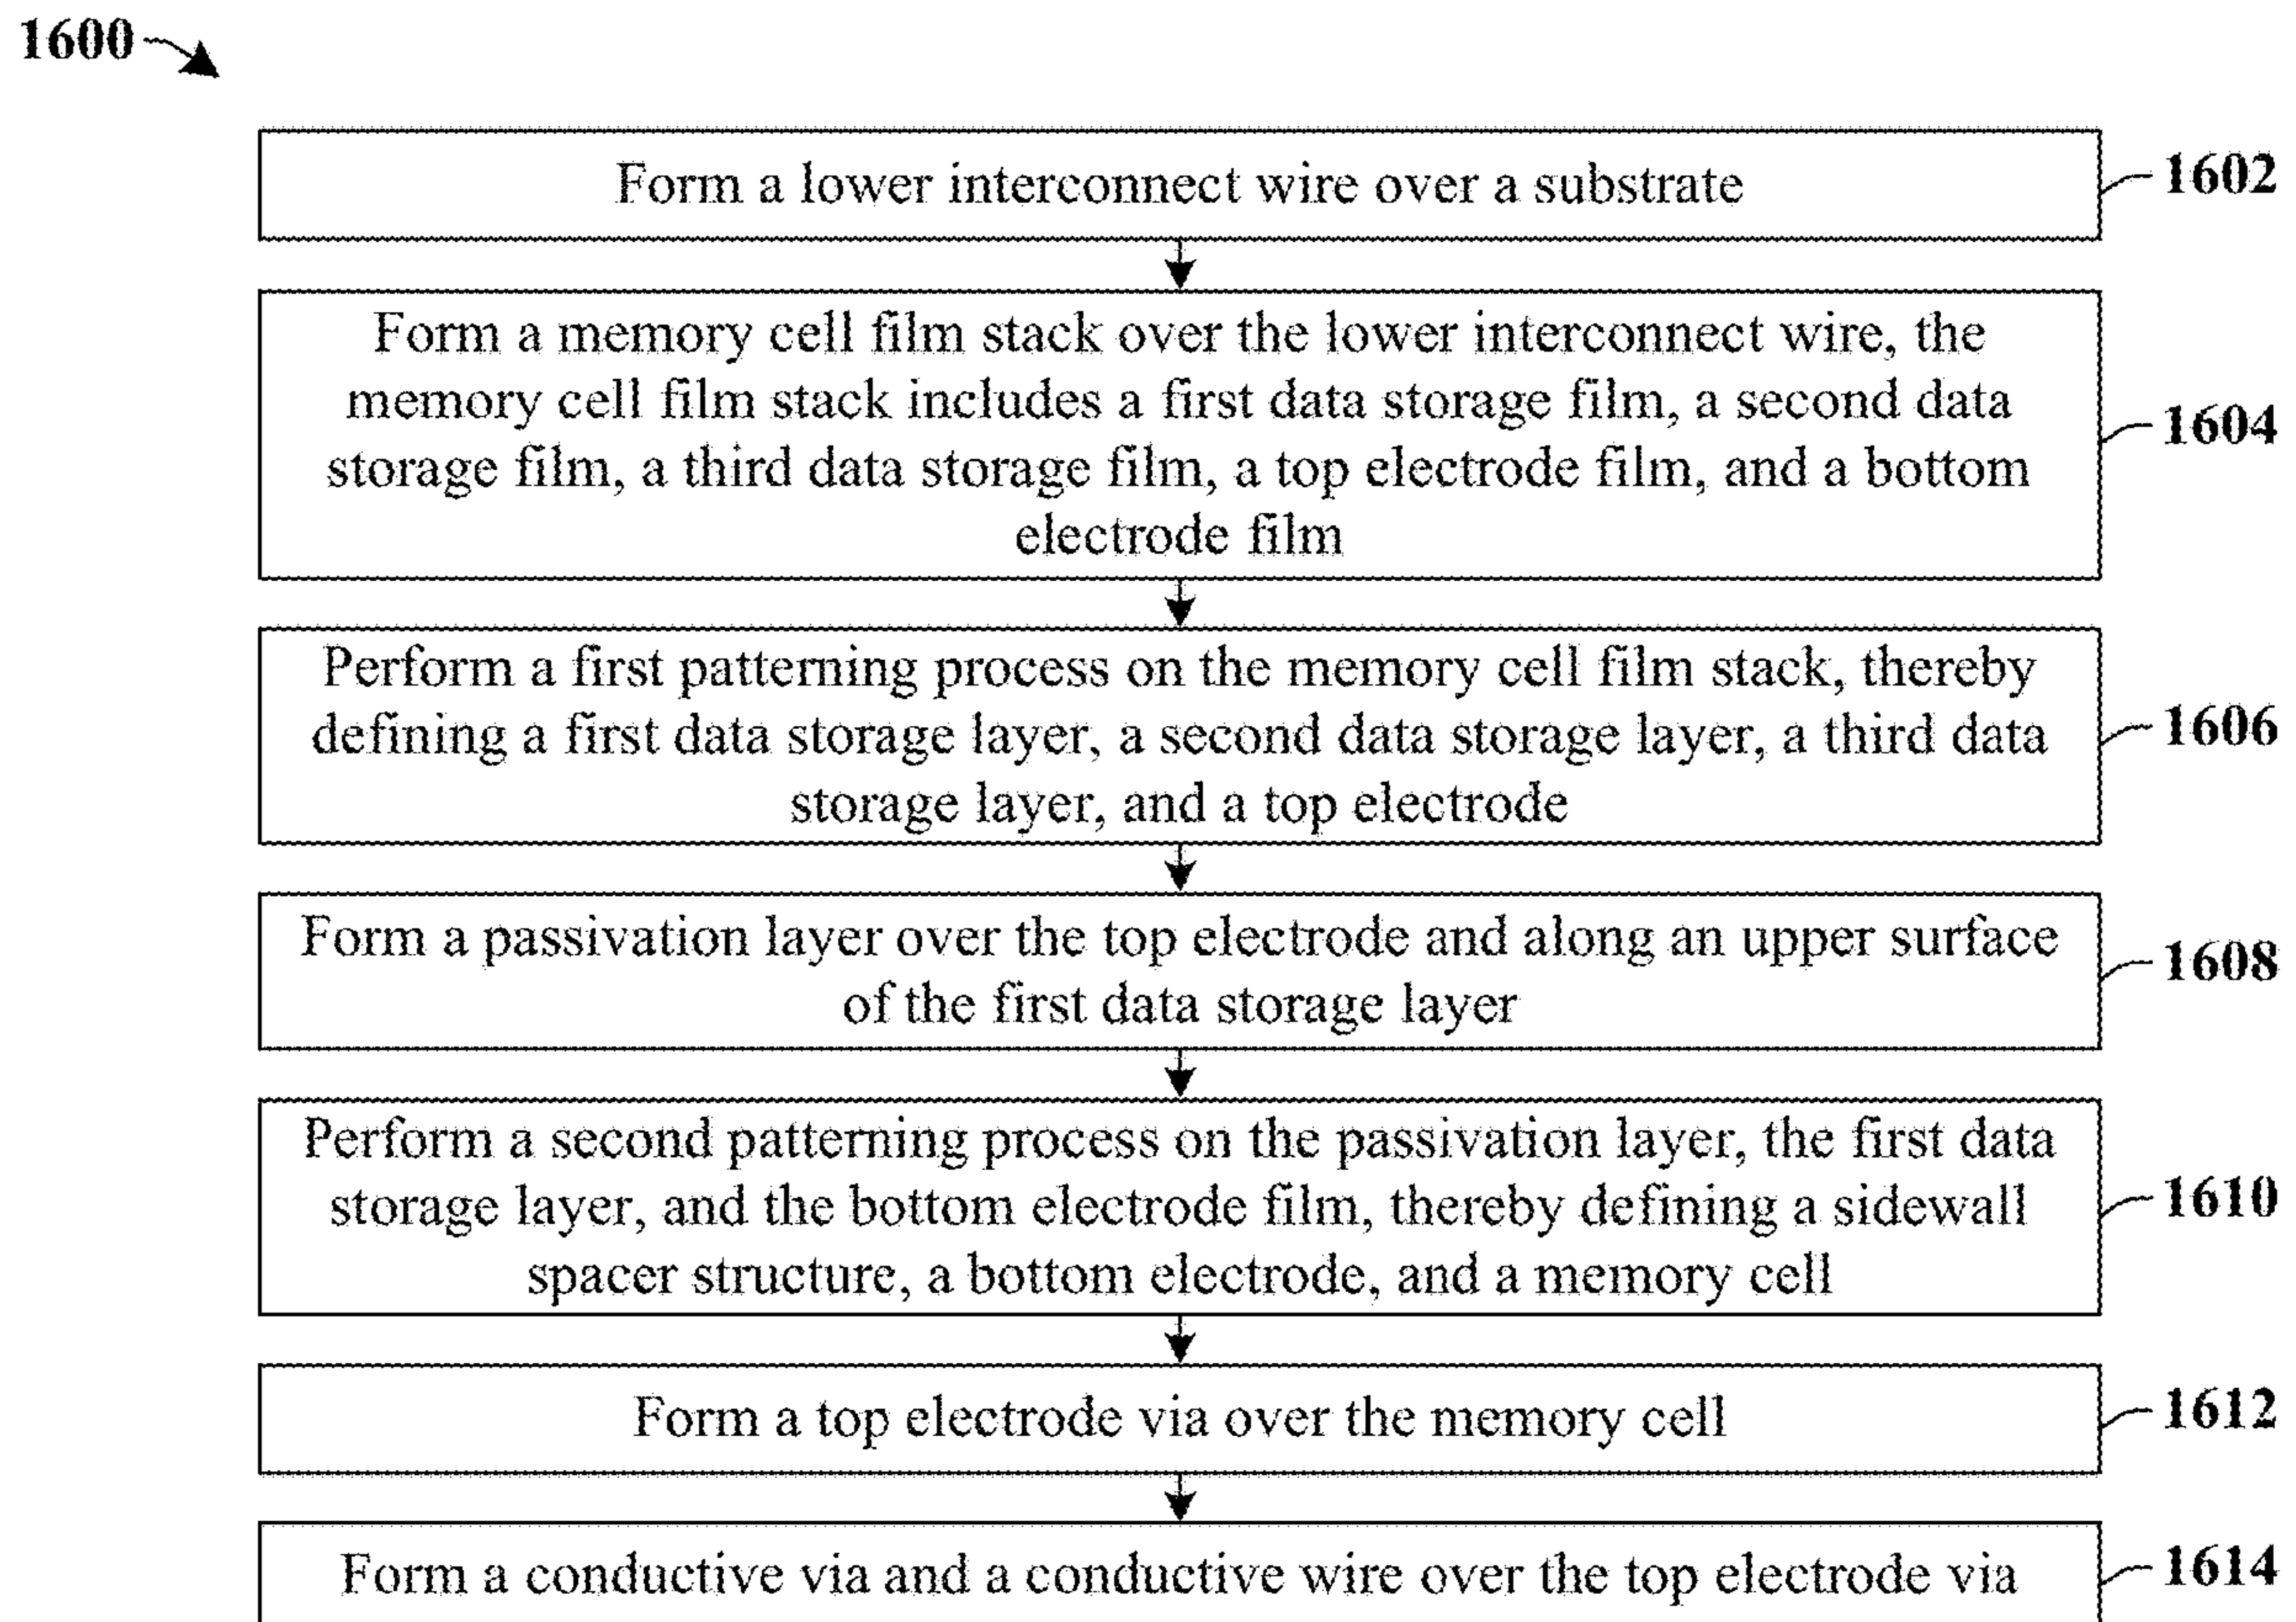 1600
Form a lower interconnect wire over a substrate
1602
Form a memory cell film stack over the lower interconnect wire, the
memory cell film stack includes a first data storage film, a second data
storage film, a third data storage film, a top electrode film, and a bottom
electrode film
1604
Perform a first patterning process on the memory cell film stack, thereby
defining a first data storage layer, a second data storage layer, a third data
storage layer, and a top electrode
1606
Form a passivation layer over the top electrode and along an upper surface
of the first data storage layer
1608
Perform a second patterning process on the passivation layer, the first data
storage layer, and the bottom electrode film, thereby defining a sidewall
spacer structure, a bottom electrode, and a memory cell
1610
Form a top electrode via over the memory cell
1612
Form a conductive via and a conductive wire over the top electrode via
1614